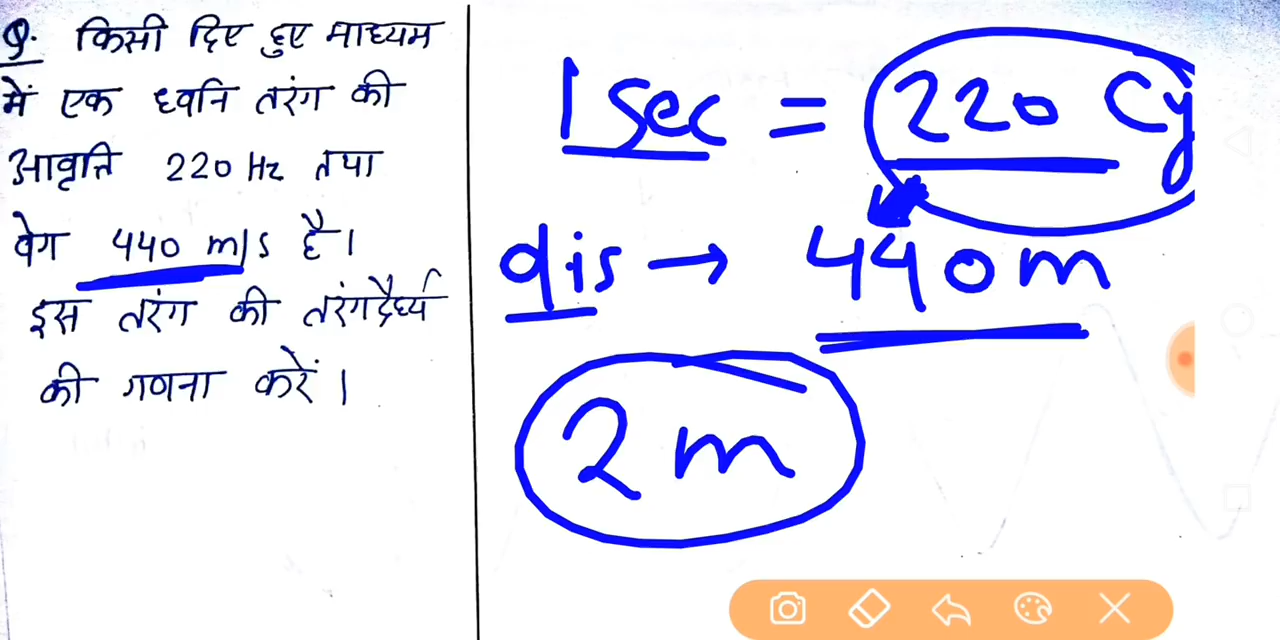 Q. किसी दिए हुए माध्यम
में एक ध्वनि तरंग की
आवृत्ति 220 Hz तथा
वेग 440 m/s है।
इस तरंग की तरंगदैर्ध्य
की गणना करें।
1 sec = 220 Cy
dis → 440 m
2 m